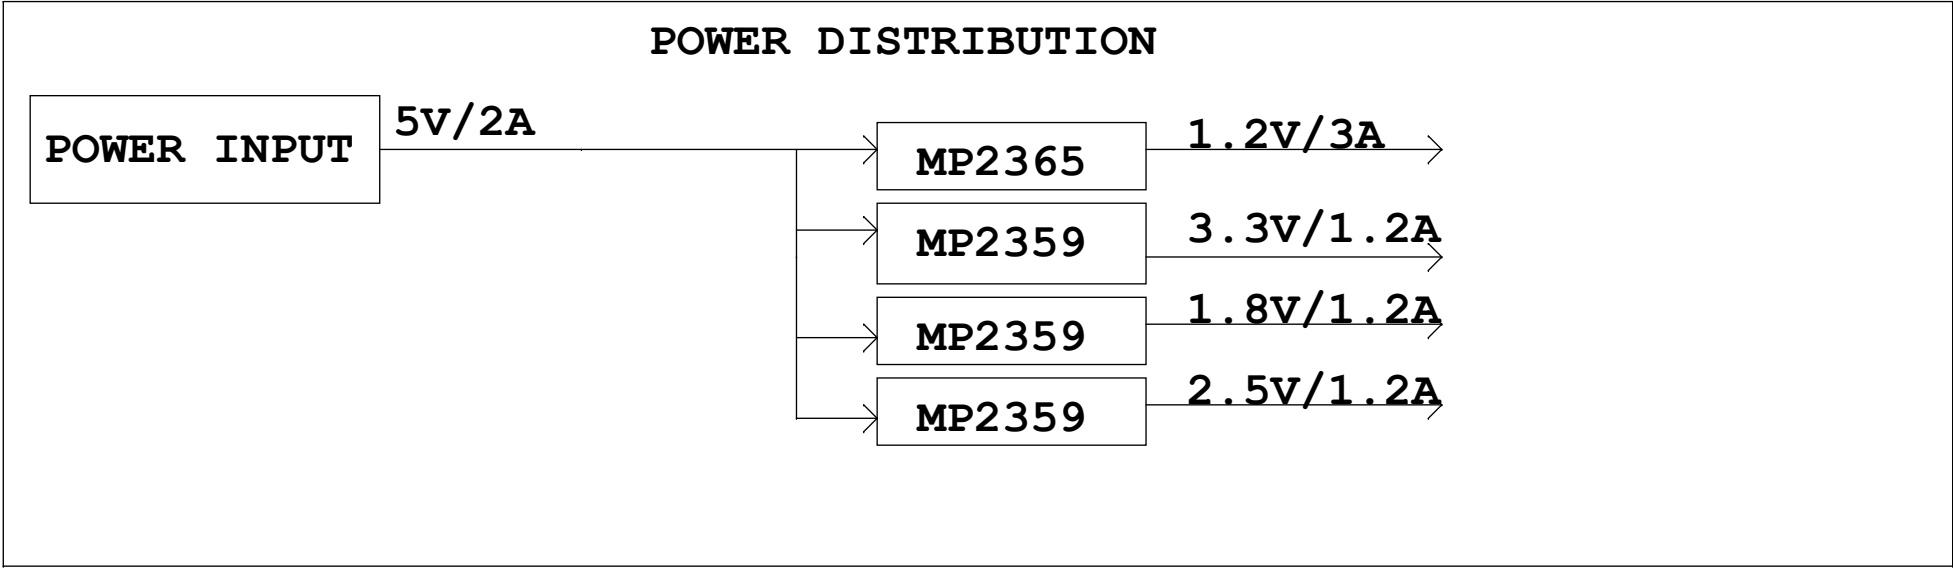 POWER DISTRIBUTION
POWER INPUT
5V/2A
MP2365
1.2V/3A
MP2359
3.3V/1.2A
MP2359
1.8V/1.2A
MP2359
2.5V/1.2A